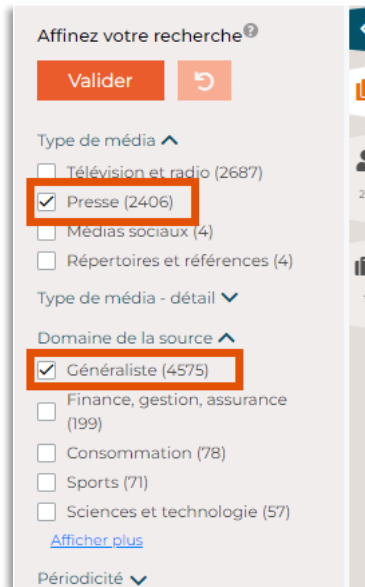 Affinez votre recherche
Valider
Type de média
Télévision et radio (2687)
Presse (2406)
Médias sociaux (4)
Répertoires et références (4)
Type de média - détail
Domaine de la source
Généraliste (4575)
Finance, gestion, assurance
(199)
Consommation (78)
Sports (71)
Sciences et technologie (57)
Afficher plus
Périodicité